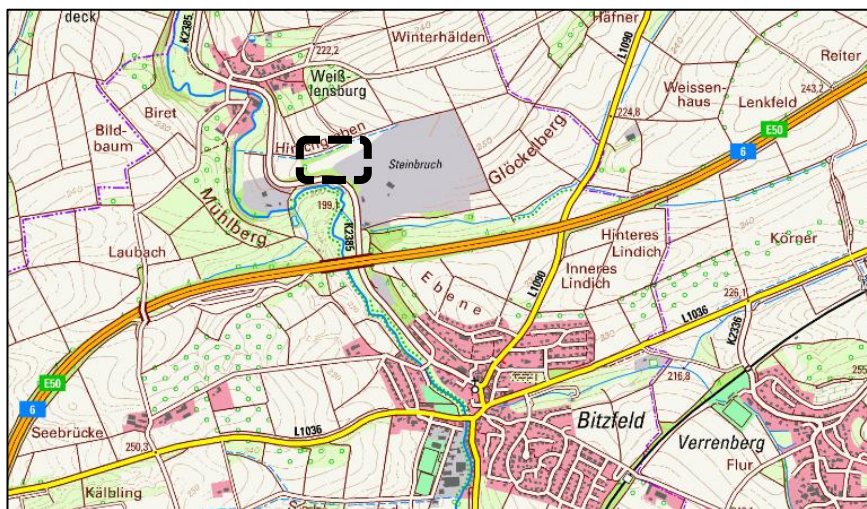 deck
K2385
Häfner
222,2
Winterhälden
L1090
Reiter
Weiß-
lensburg
Weissen-
haus
Lenkfeld
243,2
E50
Biret
224,8
Bild-
baum
6
Steinbruch
Glöckelberg
Mühlberg
199,1
K2385
Hinteres
Lindich
Körner
Laubach
Ebene
L1090
Inneres
Lindich
226,1
L1036
K2336
E50
6
216,8
Seebrücke
L1036
250,3
Bitzfeld
Verrenberg
Flur
Kälbling